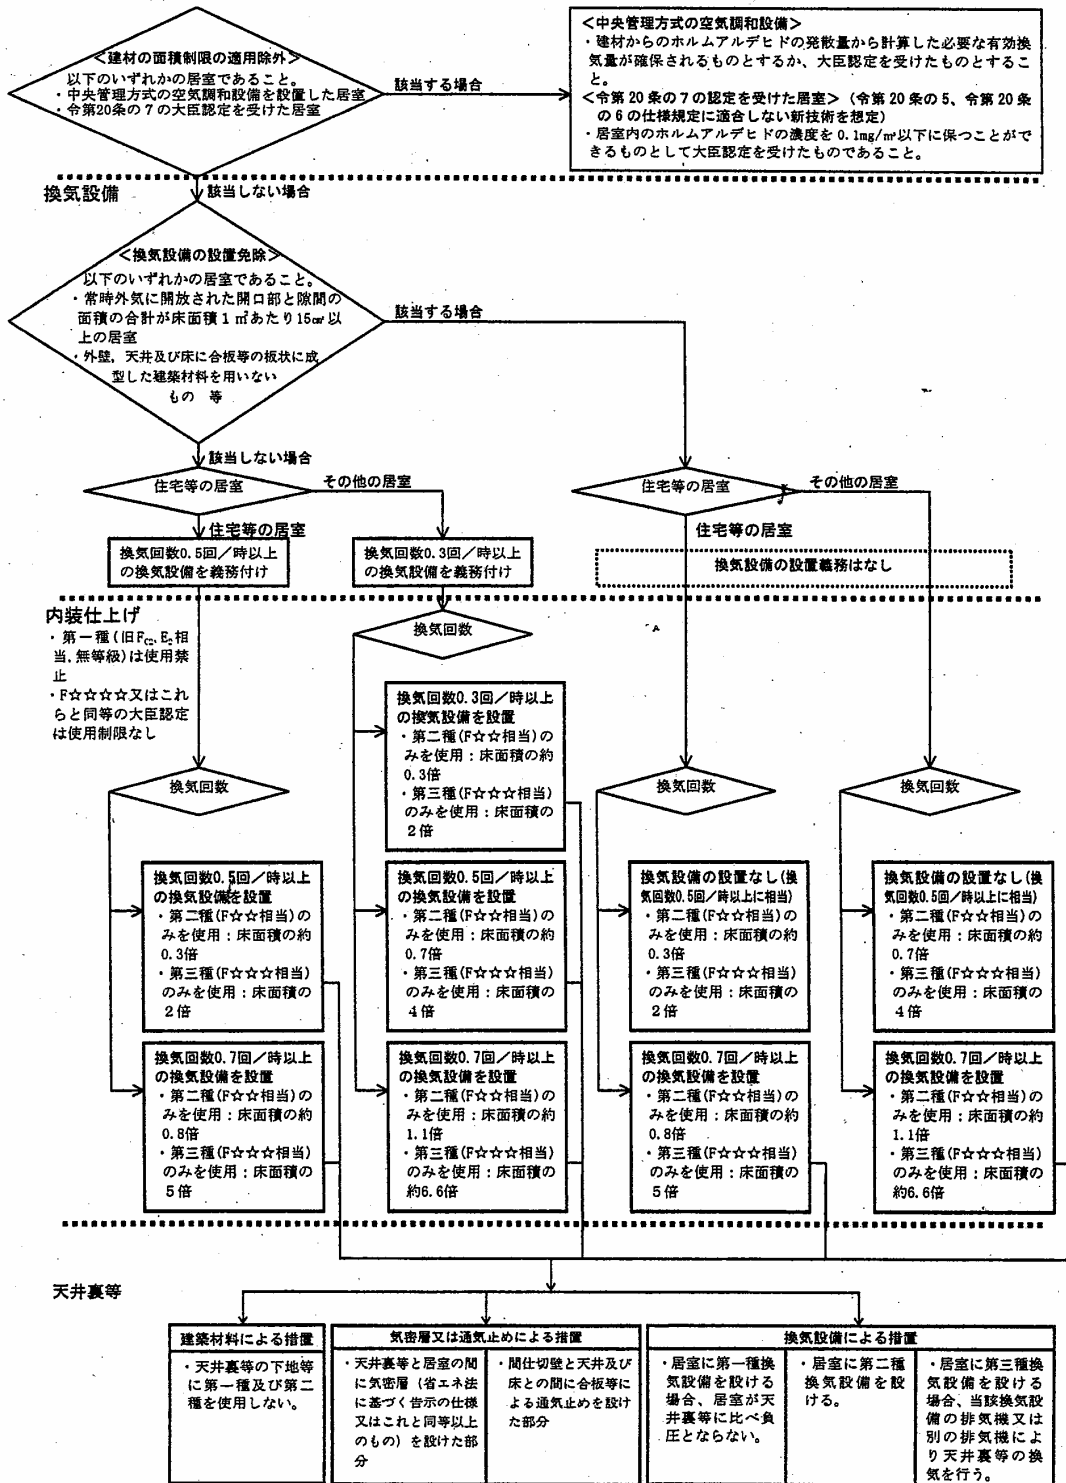 ＜建材の面積制限の適用除外＞
以下のいずれかの居室であること。
・中央管理方式の空気調和設備を設置した居室
・令第20条の７の大臣認定を受けた居室
該当する場合
＜中央管理方式の空気調和設備＞
・建材からのホルムアルデヒドの発散量から計算した必要な有効換
気量が確保されるものとするか、大臣認定を受けたものとするこ
と。
＜令第 20 条の７の認定を受けた居室＞（令第 20 条の５、令第 20 条
の６の仕様規定に適合しない新技術を想定）
・居室内のホルムアルデヒドの濃度を 0.1mg/㎥以下に保つことがで
きるものとして大臣認定を受けたものであること。
換気設備
該当しない場合
＜換気設備の設置免除＞
以下のいずれかの居室であること。
・常時外気に開放された開口部と隙間の
面積の合計が床面積１㎡あたり15㎠以
上の居室
・外壁，天井及び床に合板等の板状に成
型した建築材料を用いない
もの　等
該当する場合
該当しない場合
住宅等の居室
その他の居室
住宅等の居室
その他の居室
住宅等の居室
住宅等の居室
換気回数0.5回／時以上
の換気設備を義務付け
換気回数0.3回／時以上
の換気設備を義務付け
換気設備の設置義務はなし
内装仕上げ
・第一種（旧FC2、E2相
当，無等級）は使用禁
止
・F☆☆☆☆又はこれ
らと同等の大臣認定
は使用制限なし
換気回数
換気回数
換気回数
換気回数
換気回数0.3回／時以上
の換気設備を設置
・第二種(F☆☆相当)の
みを使用：床面積の約
0.3倍
・第三種(F☆☆☆相当)
のみを使用：床面積の
２倍
換気回数0.5回／時以上
の換気設備を設置
・第二種(F☆☆相当)の
みを使用：床面積の約
0.3倍
・第三種(F☆☆☆相当)
のみを使用：床面積の
２倍
換気回数0.5回／時以上
の換気設備を設置
・第二種(F☆☆相当)の
みを使用：床面積の約
0.7倍
・第三種(F☆☆☆相当)
のみを使用：床面積の
４倍
換気設備の設置なし(換
気回数0.5回／時以上に相当)
・第二種(F☆☆相当)の
みを使用：床面積の約
0.3倍
・第三種(F☆☆☆相当)
のみを使用：床面積の
２倍
換気設備の設置なし(換
気回数0.5回／時以上に相当)
・第二種(F☆☆相当)の
みを使用：床面積の約
0.7倍
・第三種(F☆☆☆相当)
のみを使用：床面積の
４倍
換気回数0.7回／時以上
の換気設備を設置
・第二種(F☆☆相当)の
みを使用：床面積の約
0.8倍
・第三種(F☆☆☆相当)
のみを使用：床面積の
５倍
換気回数0.7回／時以上
の換気設備を設置
・第二種(F☆☆相当)の
みを使用：床面積の約
1.1倍
・第三種(F☆☆☆相当)
のみを使用：床面積の
約6.6倍
換気回数0.7回／時以上
の換気設備を設置
・第二種(F☆☆相当)の
みを使用：床面積の約
0.8倍
・第三種(F☆☆☆相当)
のみを使用：床面積の
５倍
換気回数0.7回／時以上
の換気設備を設置
・第二種(F☆☆相当)の
みを使用：床面積の約
1.1倍
・第三種(F☆☆☆相当)
のみを使用：床面積の
約6.6倍
天井裏等
建築材料による措置
・天井裏等の下地等
に第一種及び第二
種を使用しない。
気密層又は通気止めによる措置
・天井裏等と居室の間
に気密層（省エネ法
に基づく告示の仕様
又はこれと同等以上
のもの）を設けた部
分
・間仕切壁と天井及び
床との間に合板等に
よる通気止めを設け
た部分
換気設備による措置
・居室に第一種換
気設備を設ける
場合、居室が天
井裏等に比べ負
圧とならない。
・居室に第二種
換気設備を設
ける。
・居室に第三種換
気設備を設ける
場合、当該換気設
備の排気機又は
別の排気機によ
り天井裏等の換
気を行う。